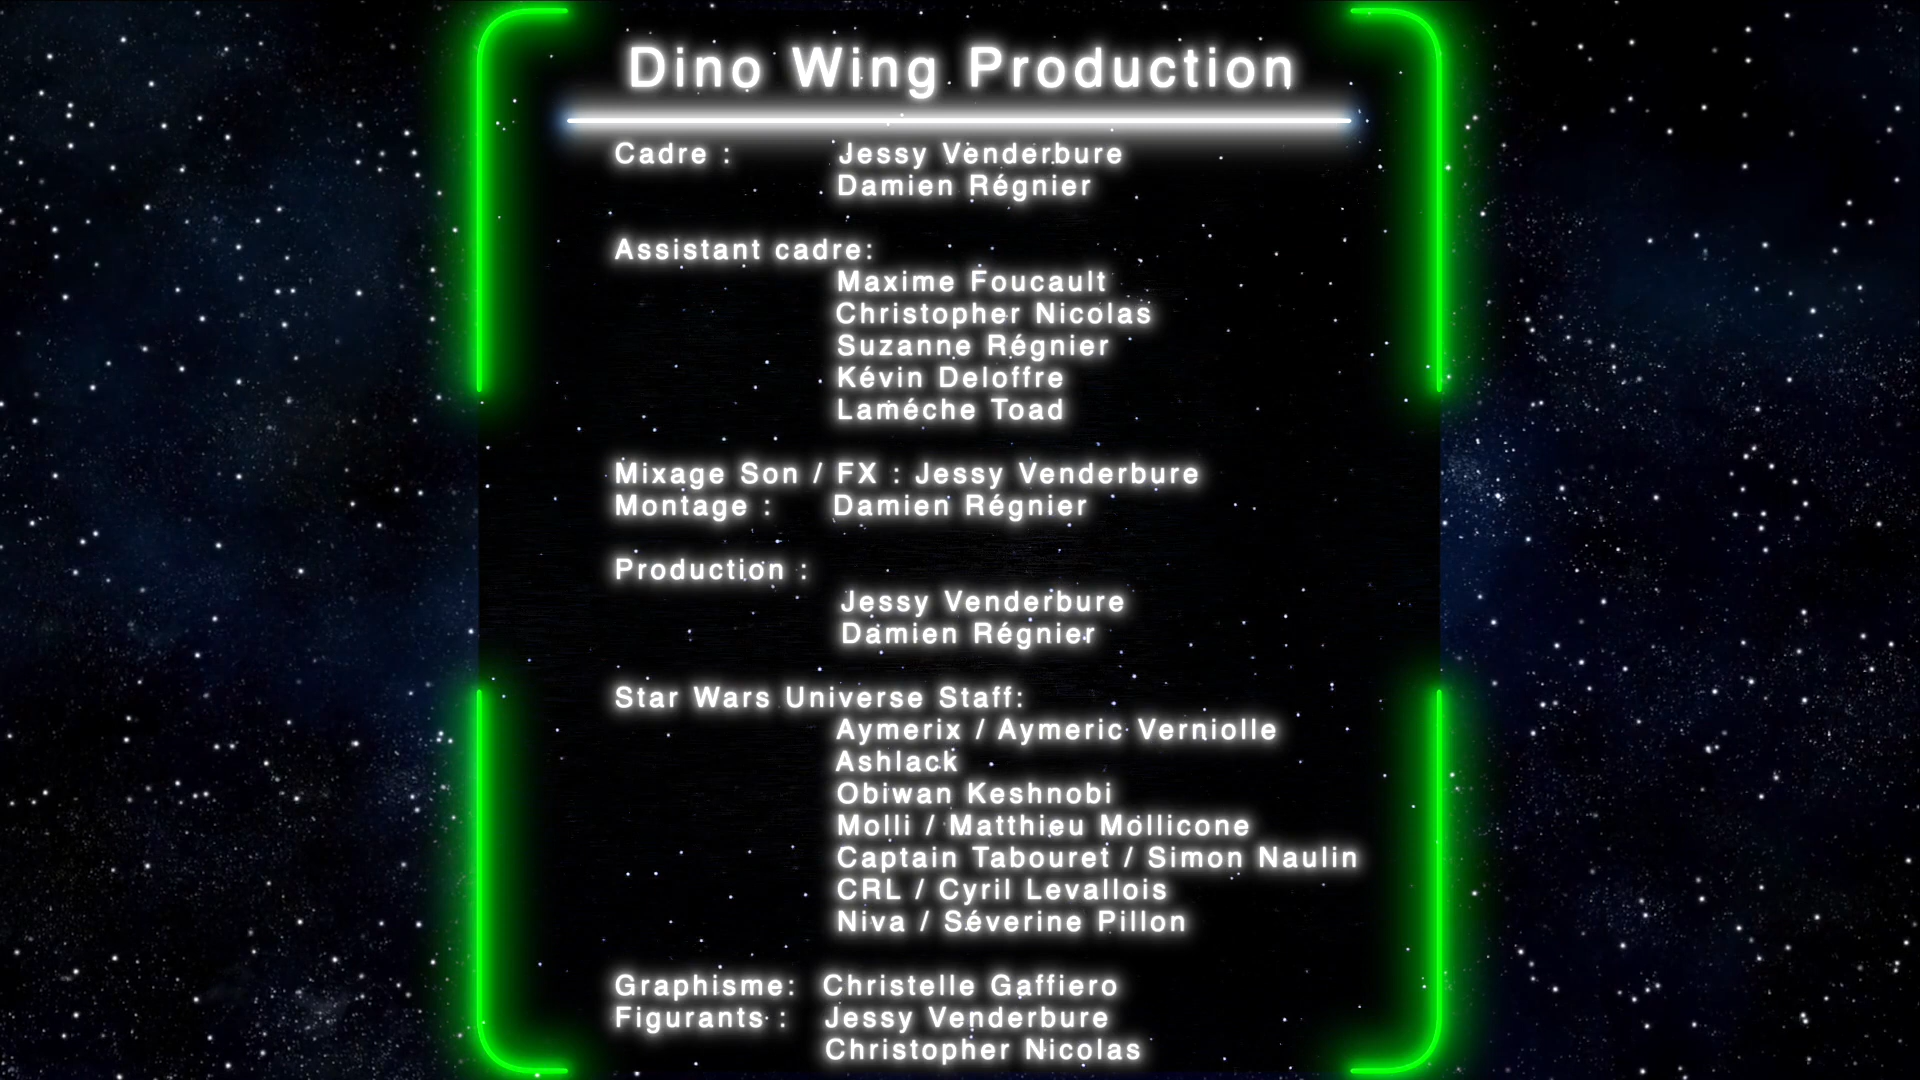 Dino Wing Production
Cadre : Jessy Venderbure
Damien Régnier
Assistant cadre:
Maxime Foucault
Christopher Nicolas
Suzanne Régnier
Kévin Deloffre
Laméche Toad
Mixage Son / FX : Jessy Venderbure
Montage : Damien Régnier
Production :
Jessy Venderbure
Damien Régnier
Star Wars Universe Staff:
Aymerix / Aymeric Verniolle
Ashlack
Obiwan Keshnobi
Molli / Matthieu Mollicone
Captain Tabouret / Simon Naulin
CRL / Cyril Levallois
Niva / Séverine Pillon
Graphisme: Christelle Gaffiero
Figurants : Jessy Venderbure
Christopher Nicolas